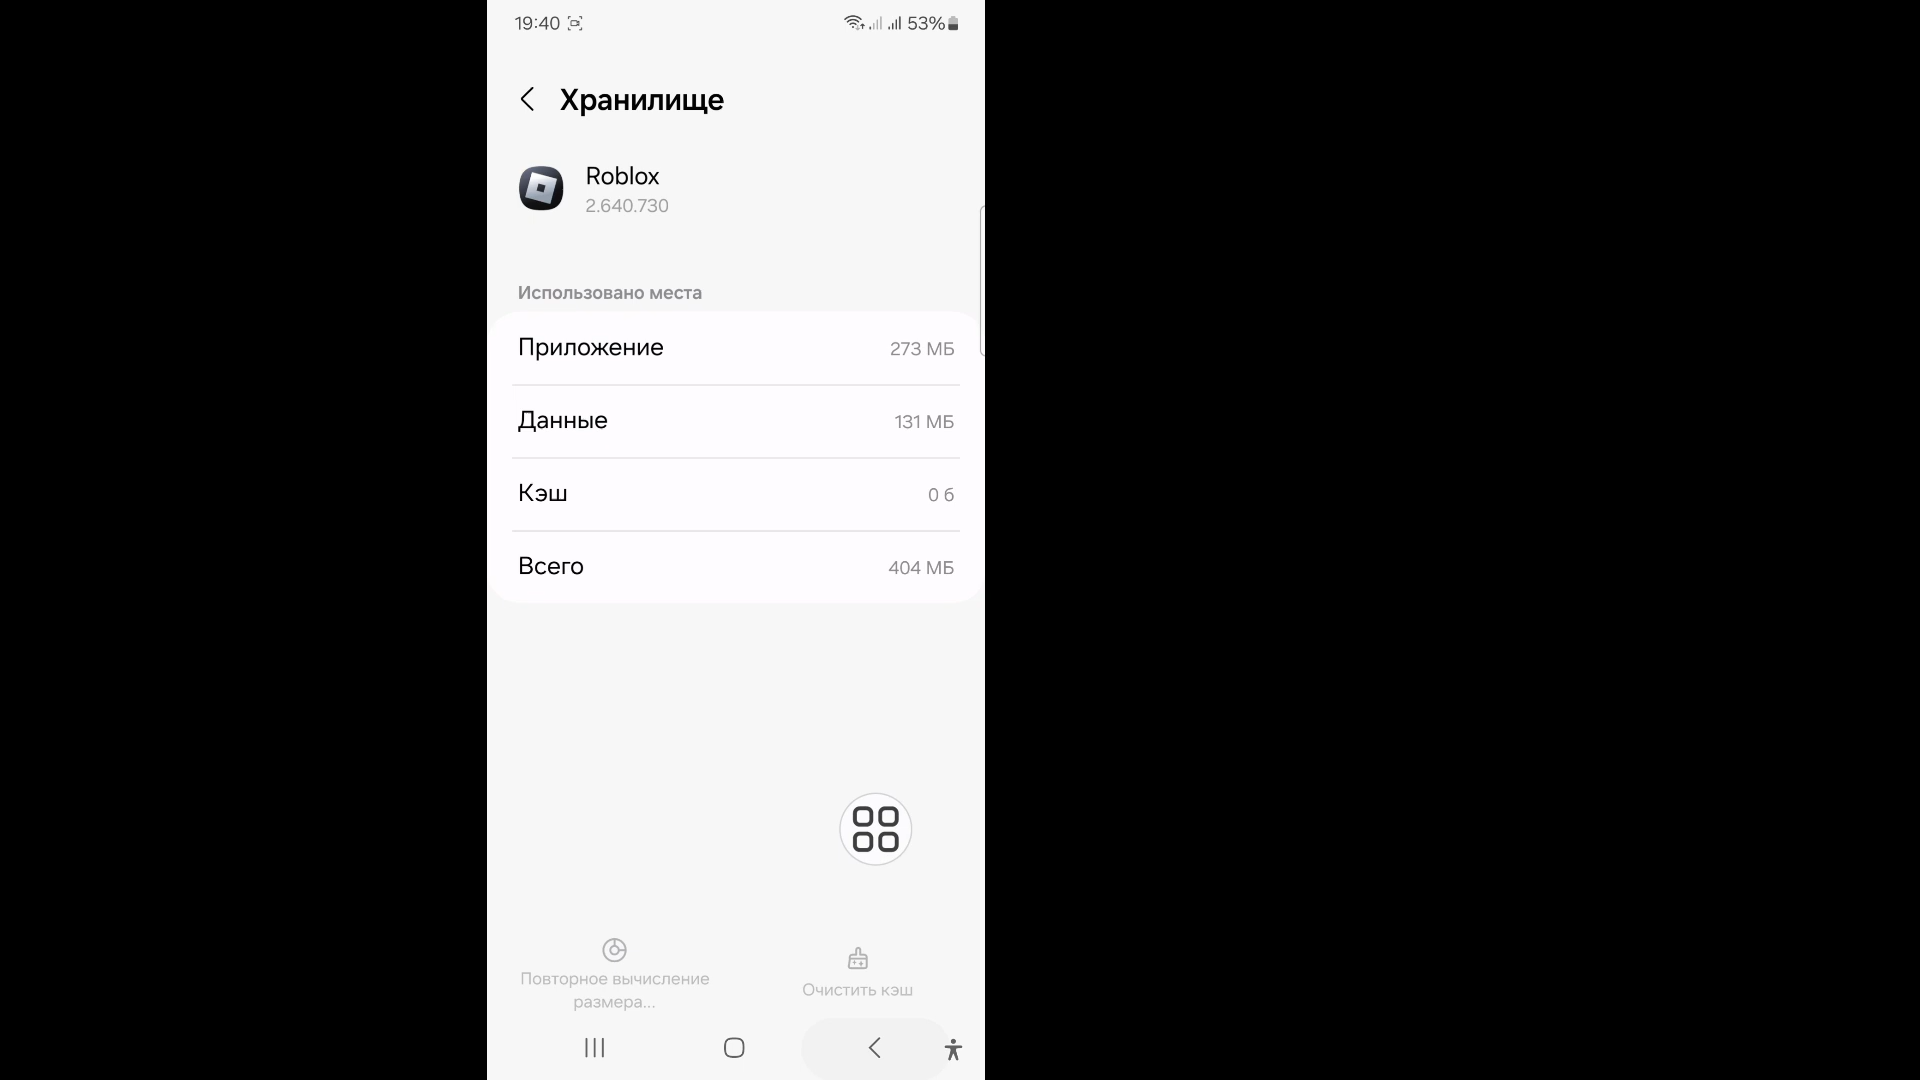 19:40 53%
Хранилище
Roblox
2.640.730
Использовано места
Приложение 273 МБ
Данные 131 МБ
Кэш 0 б
Всего 404 МБ
Повторное вычисление
размера...
Очистить кэш